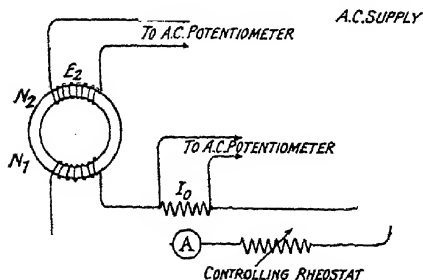 A.C. SUPPLY
TO A.C. POTENTIOMETER
E2
N2
N1
TO A.C. POTENTIOMETER
I0
A
CONTROLLING RHEOSTAT